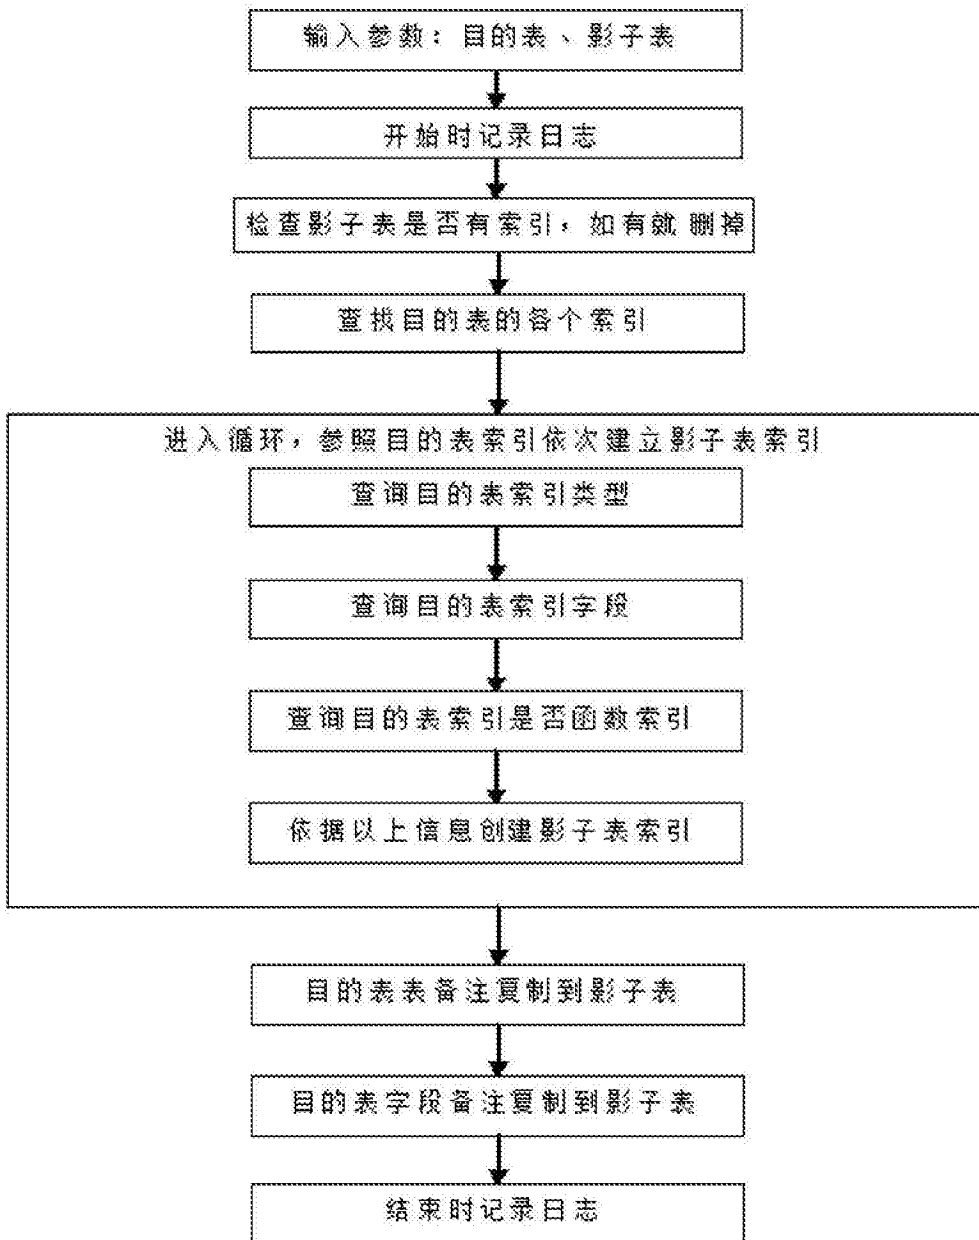 输入参数：目的表、影子表
开始时记录日志
检查影子表是否有索引，如有就删掉
查找目的表的各个索引
进入循环，参照目的表索引依次建立影子表索引
查询目的表索引类型
查询目的表索引字段
查询目的表索引是否函数索引
依据以上信息创建影子表索引
目的表表备注复制到影子表
目的表字段备注复制到影子表
结束时记录日志